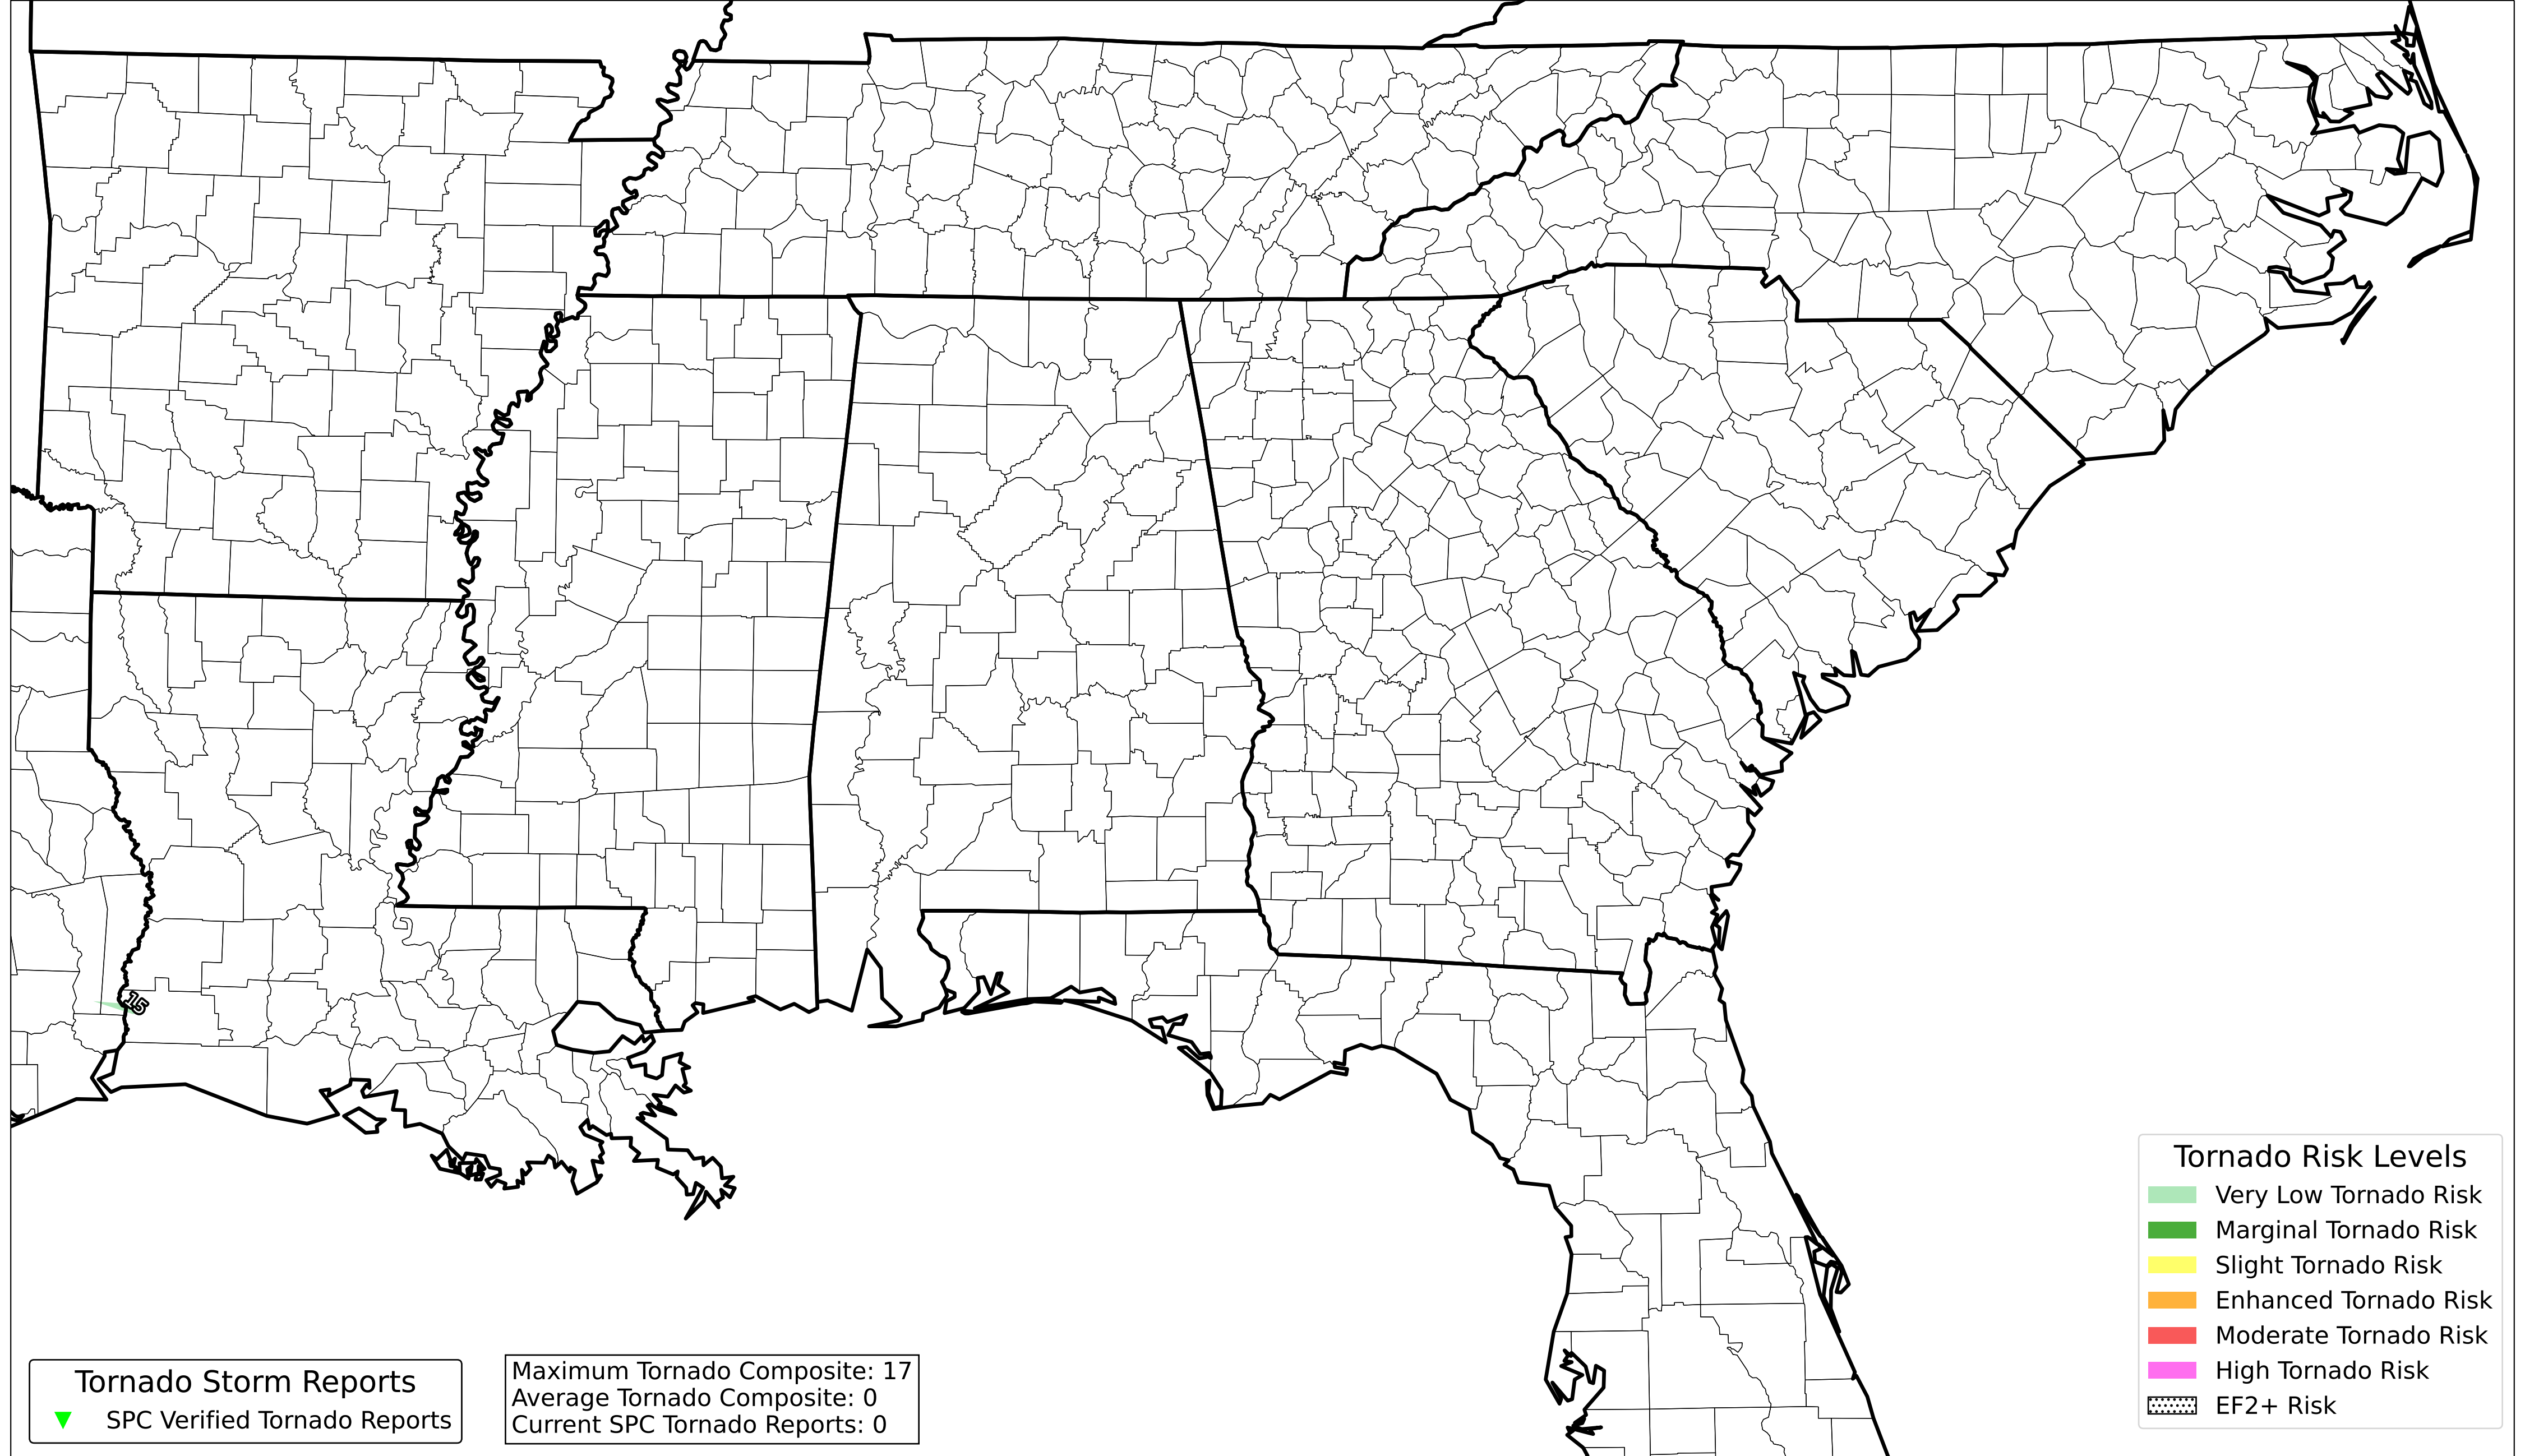 15
Tornado Risk Levels
Very Low Tornado Risk
Marginal Tornado Risk
Slight Tornado Risk
Enhanced Tornado Risk
Moderate Tornado Risk
High Tornado Risk
EF2+ Risk
Tornado Storm Reports
SPC Verified Tornado Reports
Maximum Tornado Composite: 17
Average Tornado Composite: 0
Current SPC Tornado Reports: 0